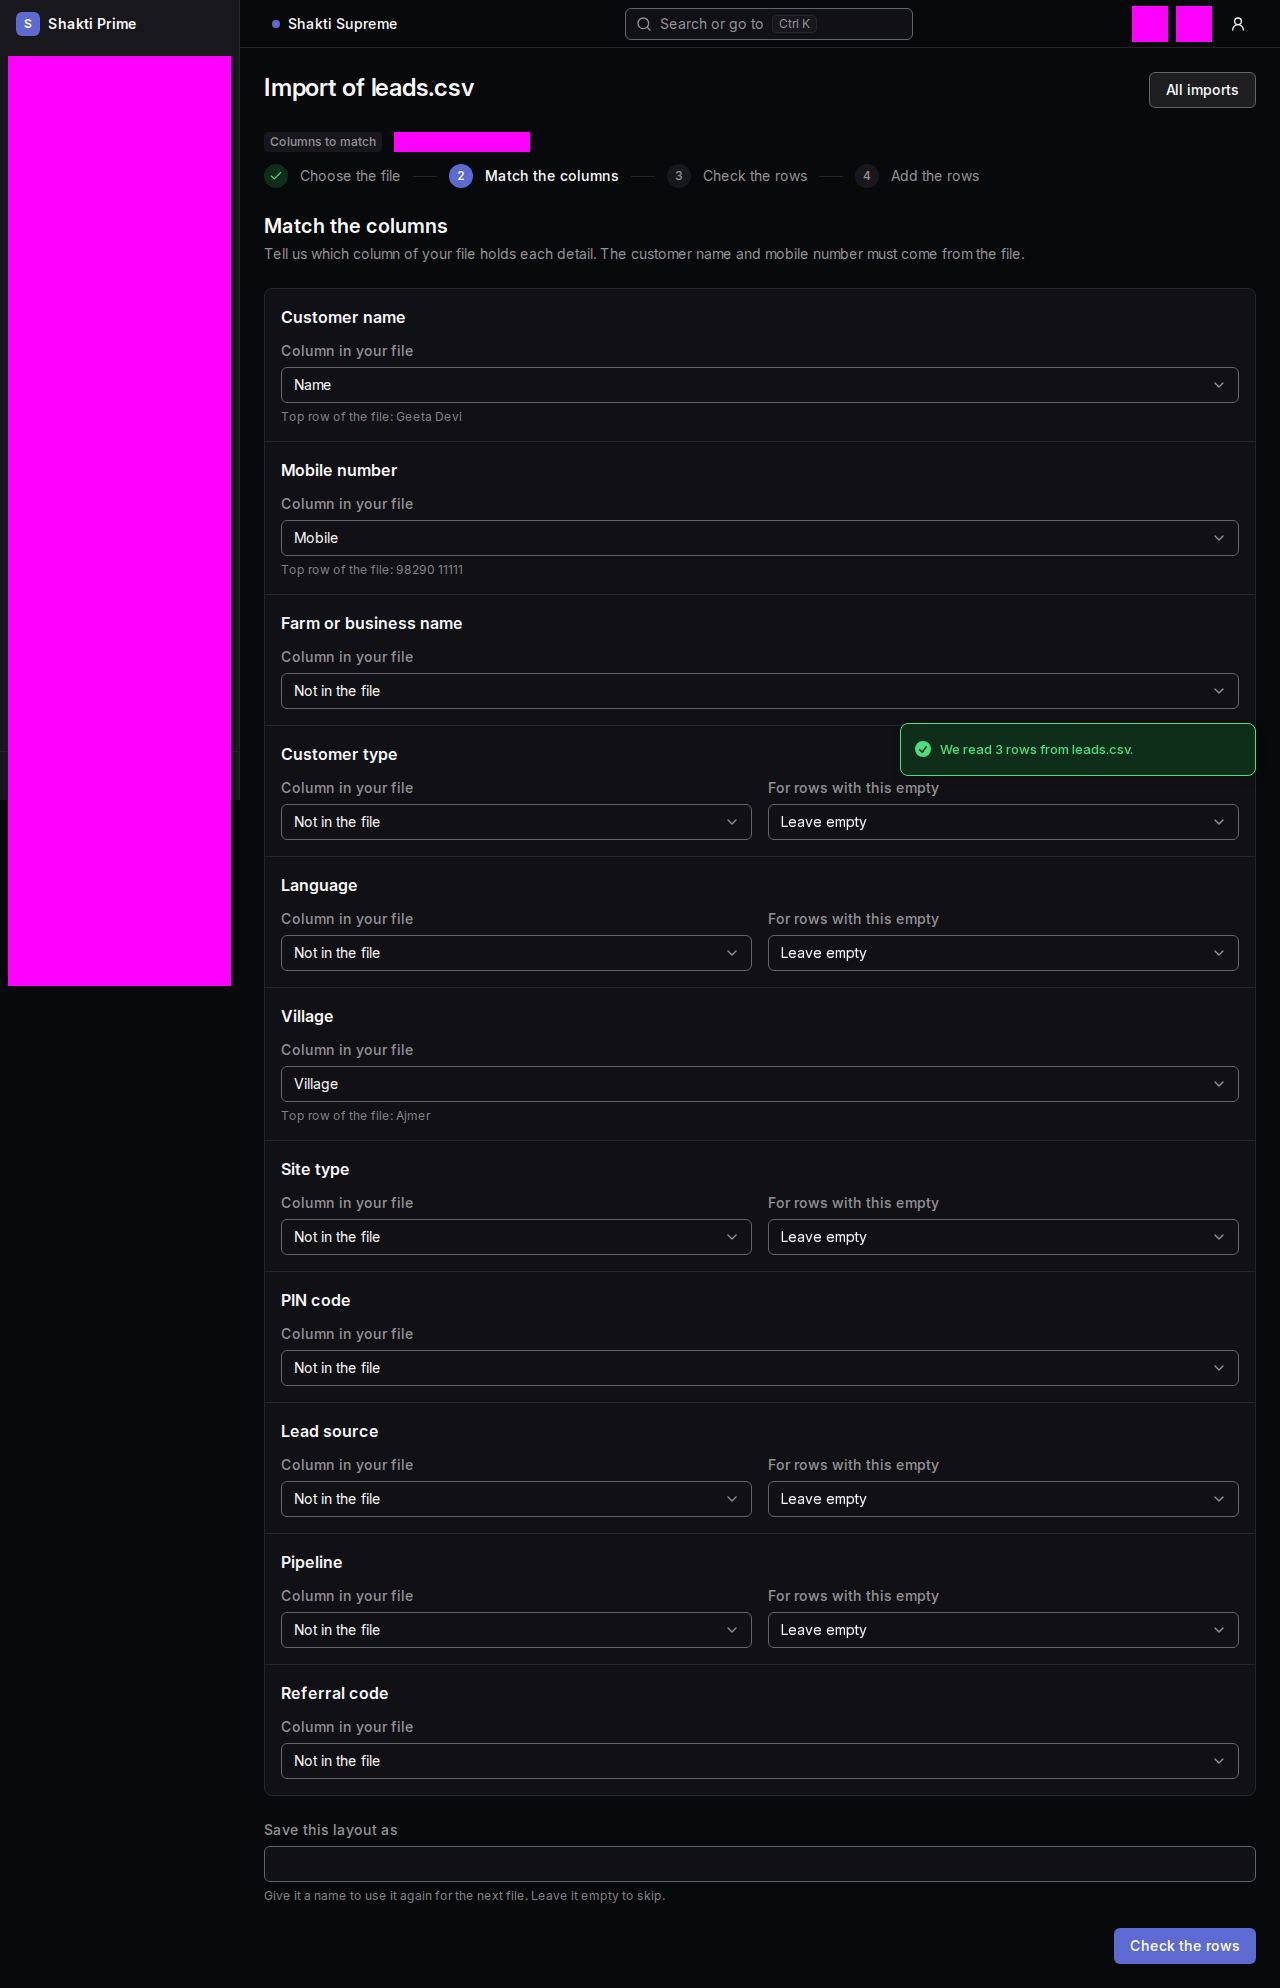 S Shakti Prime
Shakti Supreme
Search or go to Ctrl K
Import of leads.csv
All imports
Columns to match
Choose the file
2 Match the columns
3 Check the rows
4 Add the rows
Match the columns
Tell us which column of your file holds each detail. The customer name and mobile number must come from the file.
Customer name
Column in your file
Name
Top row of the file: Geeta Devi
Mobile number
Column in your file
Mobile
Top row of the file: 98290 11111
Farm or business name
Column in your file
Not in the file
We read 3 rows from leads.csv.
Customer type
Column in your file
For rows with this empty
Not in the file
Leave empty
Language
Column in your file
For rows with this empty
Not in the file
Leave empty
Village
Column in your file
Village
Top row of the file: Ajmer
Site type
Column in your file
For rows with this empty
Not in the file
Leave empty
PIN code
Column in your file
Not in the file
Lead source
Column in your file
For rows with this empty
Not in the file
Leave empty
Pipeline
Column in your file
For rows with this empty
Not in the file
Leave empty
Referral code
Column in your file
Not in the file
Save this layout as
Give it a name to use it again for the next file. Leave it empty to skip.
Check the rows